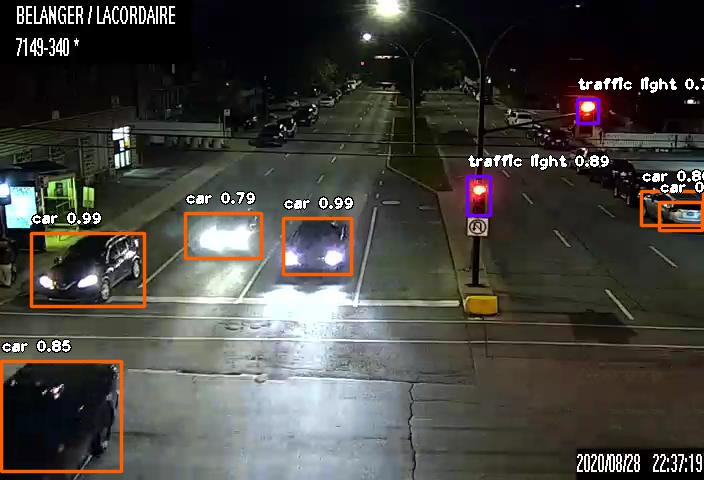 BELANGER / LACORDAIRE
7149-340 *
traffic light 0.7
traffic light 0.89
car 0.8
car 0.
car 0.79
car 0.99
car 0.99
car 0.85
2020/08/28 22:37:19